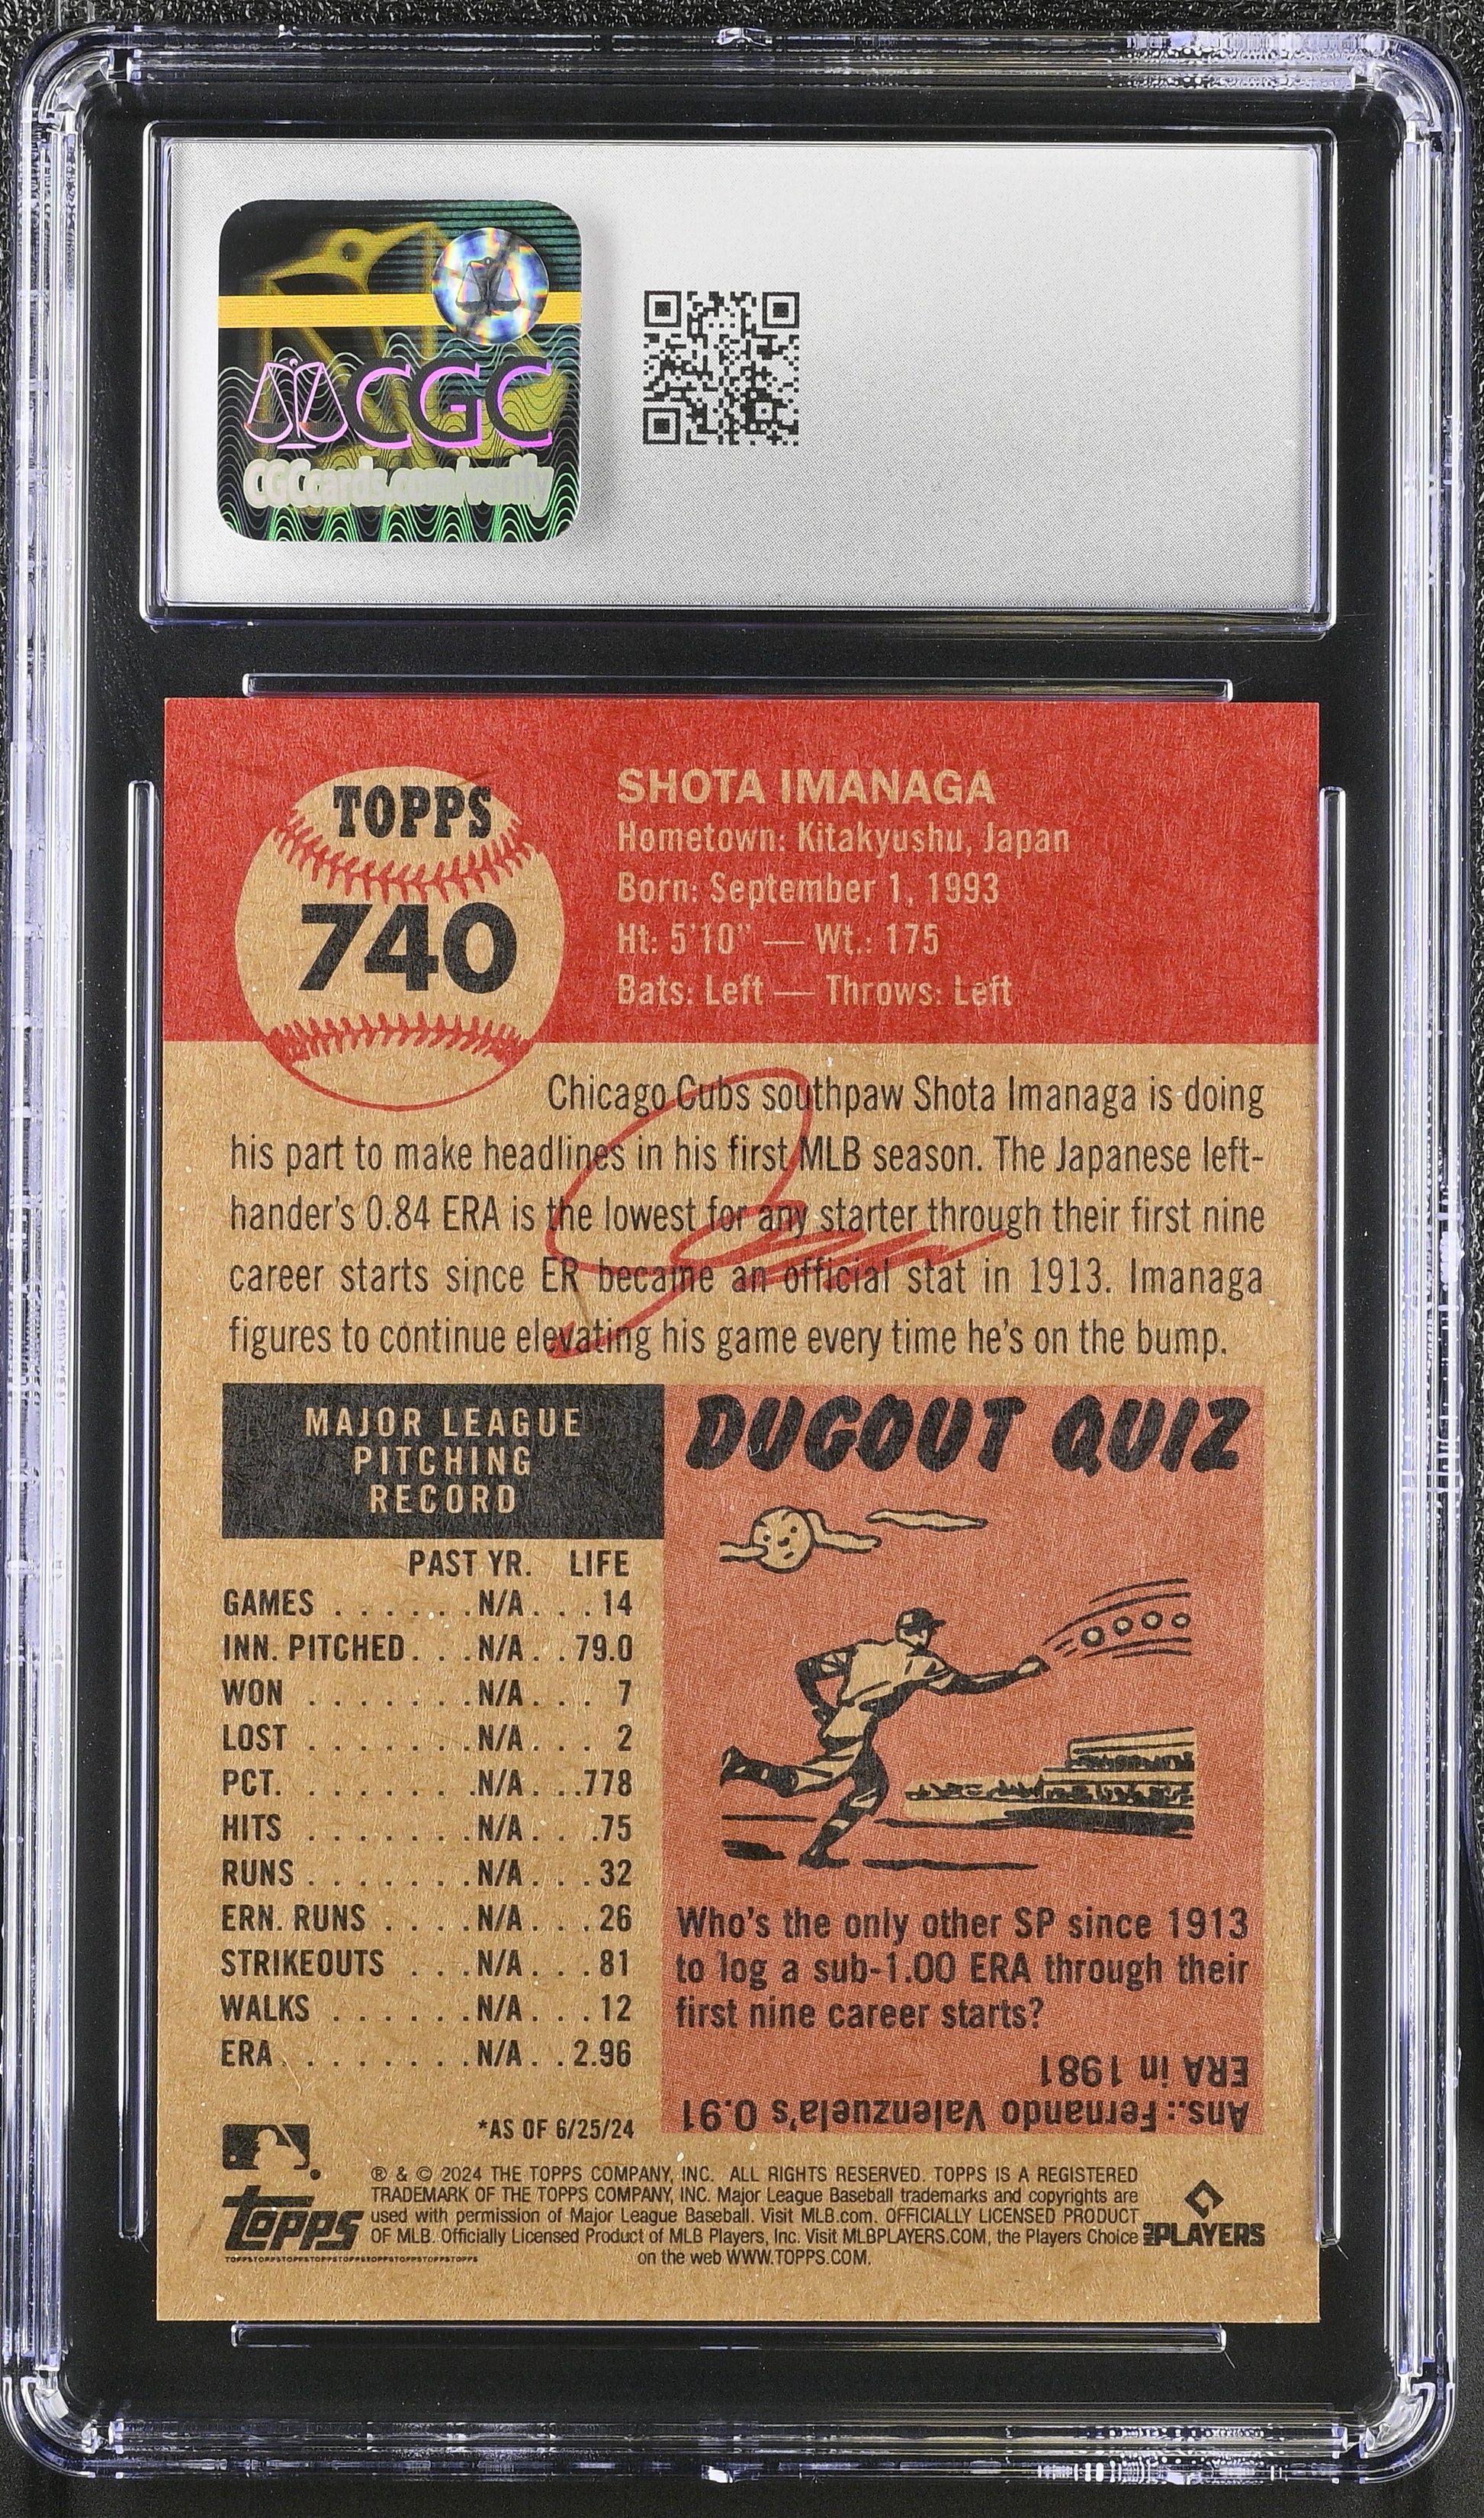 CGC
CGCcards.com/verify
TOPPS
740
SHOTA IMANAGA
Hometown: Kitakyushu, Japan
Born: September 1, 1993
Ht: 5'10" — Wt.: 175
Bats: Left — Throws: Left
Chicago Cubs southpaw Shota Imanaga is doing
his part to make headlines in his first MLB season. The Japanese left-
hander's 0.84 ERA is the lowest for any starter through their first nine
career starts since ER became an official stat in 1913. Imanaga
figures to continue elevating his game every time he's on the bump.
MAJOR LEAGUE
PITCHING
RECORD
PAST YR. LIFE
GAMES . . . . . . N/A . . . 14
INN. PITCHED. . . N/A . . 79.0
WON . . . . . . . N/A . . . 7
LOST . . . . . . . N/A . . . 2
PCT. . . . . . . . N/A . . .778
HITS . . . . . . . N/A . . .75
RUNS . . . . . . . N/A . . . 32
ERN. RUNS . . . . N/A . . . 26
STRIKEOUTS . . . N/A . . . 81
WALKS . . . . . . N/A . . . 12
ERA . . . . . . . N/A . . 2.96
*AS OF 6/25/24
DUGOUT QUIZ
Who's the only other SP since 1913
to log a sub-1.00 ERA through their
first nine career starts?
Ans.: Fernando Valenzuela's 0.91
ERA in 1981
Topps
® & © 2024 THE TOPPS COMPANY, INC. ALL RIGHTS RESERVED. TOPPS IS A REGISTERED
TRADEMARK OF THE TOPPS COMPANY, INC. Major League Baseball trademarks and copyrights are
used with permission of Major League Baseball. Visit MLB.com. OFFICIALLY LICENSED PRODUCT
OF MLB. Officially Licensed Product of MLB Players, Inc. Visit MLBPLAYERS.COM, the Players Choice
on the web WWW.TOPPS.COM.
MLB PLAYERS
TOPPSTOPPSTOPPSTOPPSTOPPSTOPPSTOPPSTOPPSTOPPS